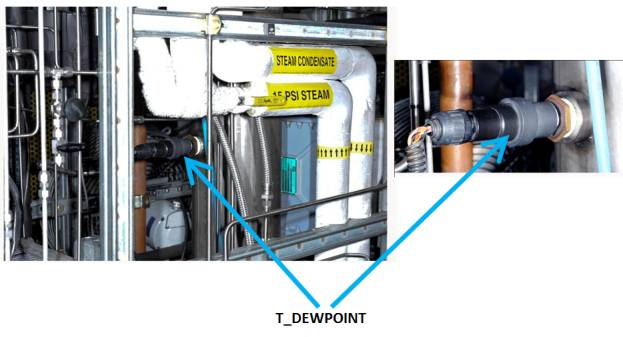 STEAM CONDENSATE
15 PSI STEAM
T_DEWPOINT